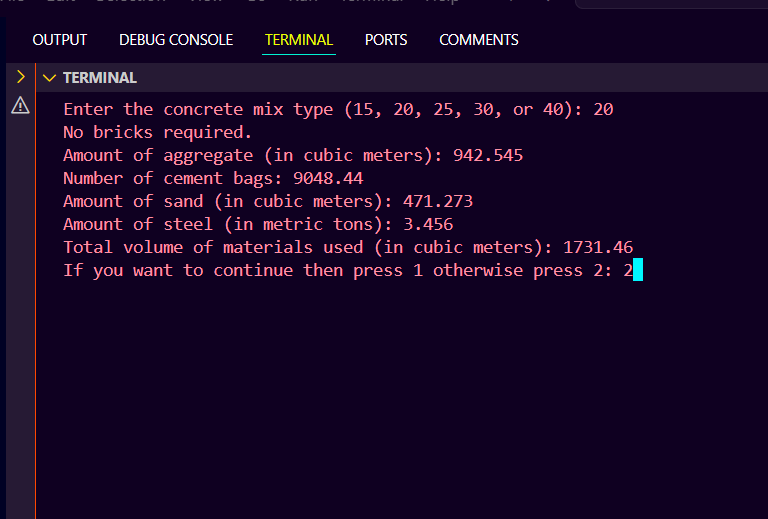 OUTPUT DEBUG CONSOLE TERMINAL PORTS COMMENTS
TERMINAL
Enter the concrete mix type (15, 20, 25, 30, or 40): 20
No bricks required.
Amount of aggregate (in cubic meters): 942.545
Number of cement bags: 9048.44
Amount of sand (in cubic meters): 471.273
Amount of steel (in metric tons): 3.456
Total volume of materials used (in cubic meters): 1731.46
If you want to continue then press 1 otherwise press 2: 2